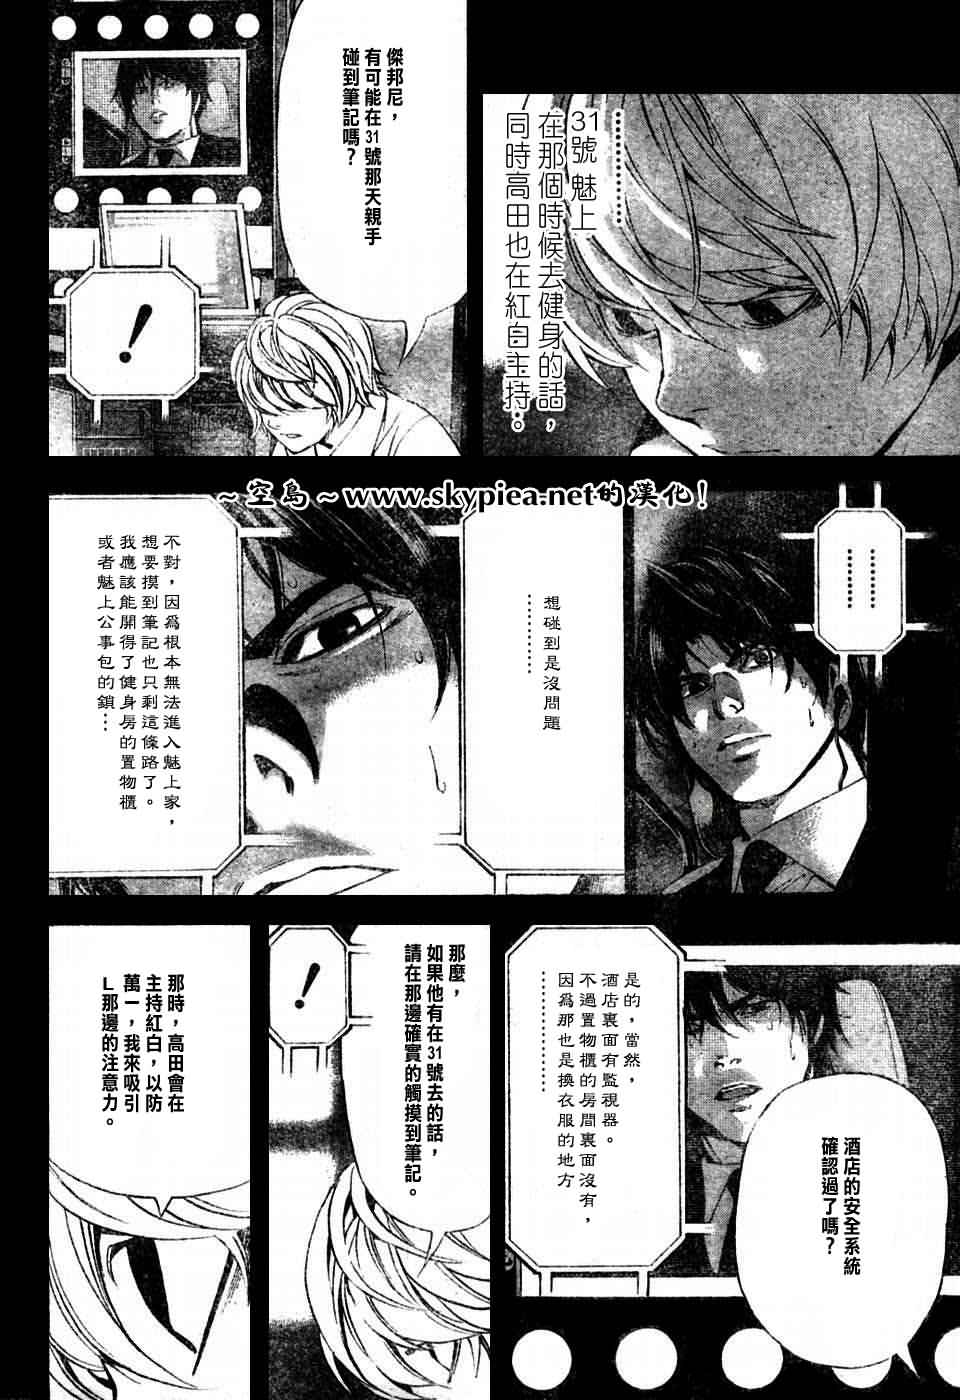 …………
31號 魅上
在那個時候去健身的話，
同時高田也在紅白主持。
傑邦尼，
有可能在31號那天親手
碰到筆記嗎？
！
～空島～www.skypiea.net的漢化！
…………
想碰到是沒問題
…………
不對，因為根本無法進入魅上家，
想要摸到筆記也只剩這條路了。
我應該能開得了健身房的置物櫃
或者魅上公事包的鎖…
酒店的安全系統
確認過了嗎？
是的，當然，
酒店裏面有監視器。
不過置物櫃的房間裏面沒有，
因為那也是換衣服的地方
…………
那麼，
如果他有在31號去的話，
請在那邊確實的觸摸到筆記。
！
那時，高田會在
主持紅白，以防
萬一，我來吸引
L那邊的注意力。